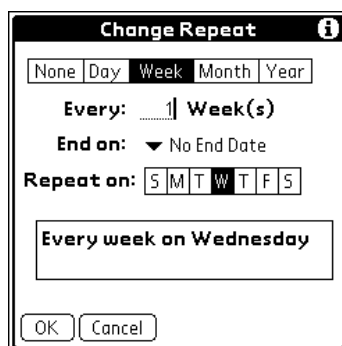 Change Repeat i
None Day Week Month Year
Every: 1 Week(s)
End on: No End Date
Repeat on: S M T W T F S
Every week on Wednesday
OK Cancel